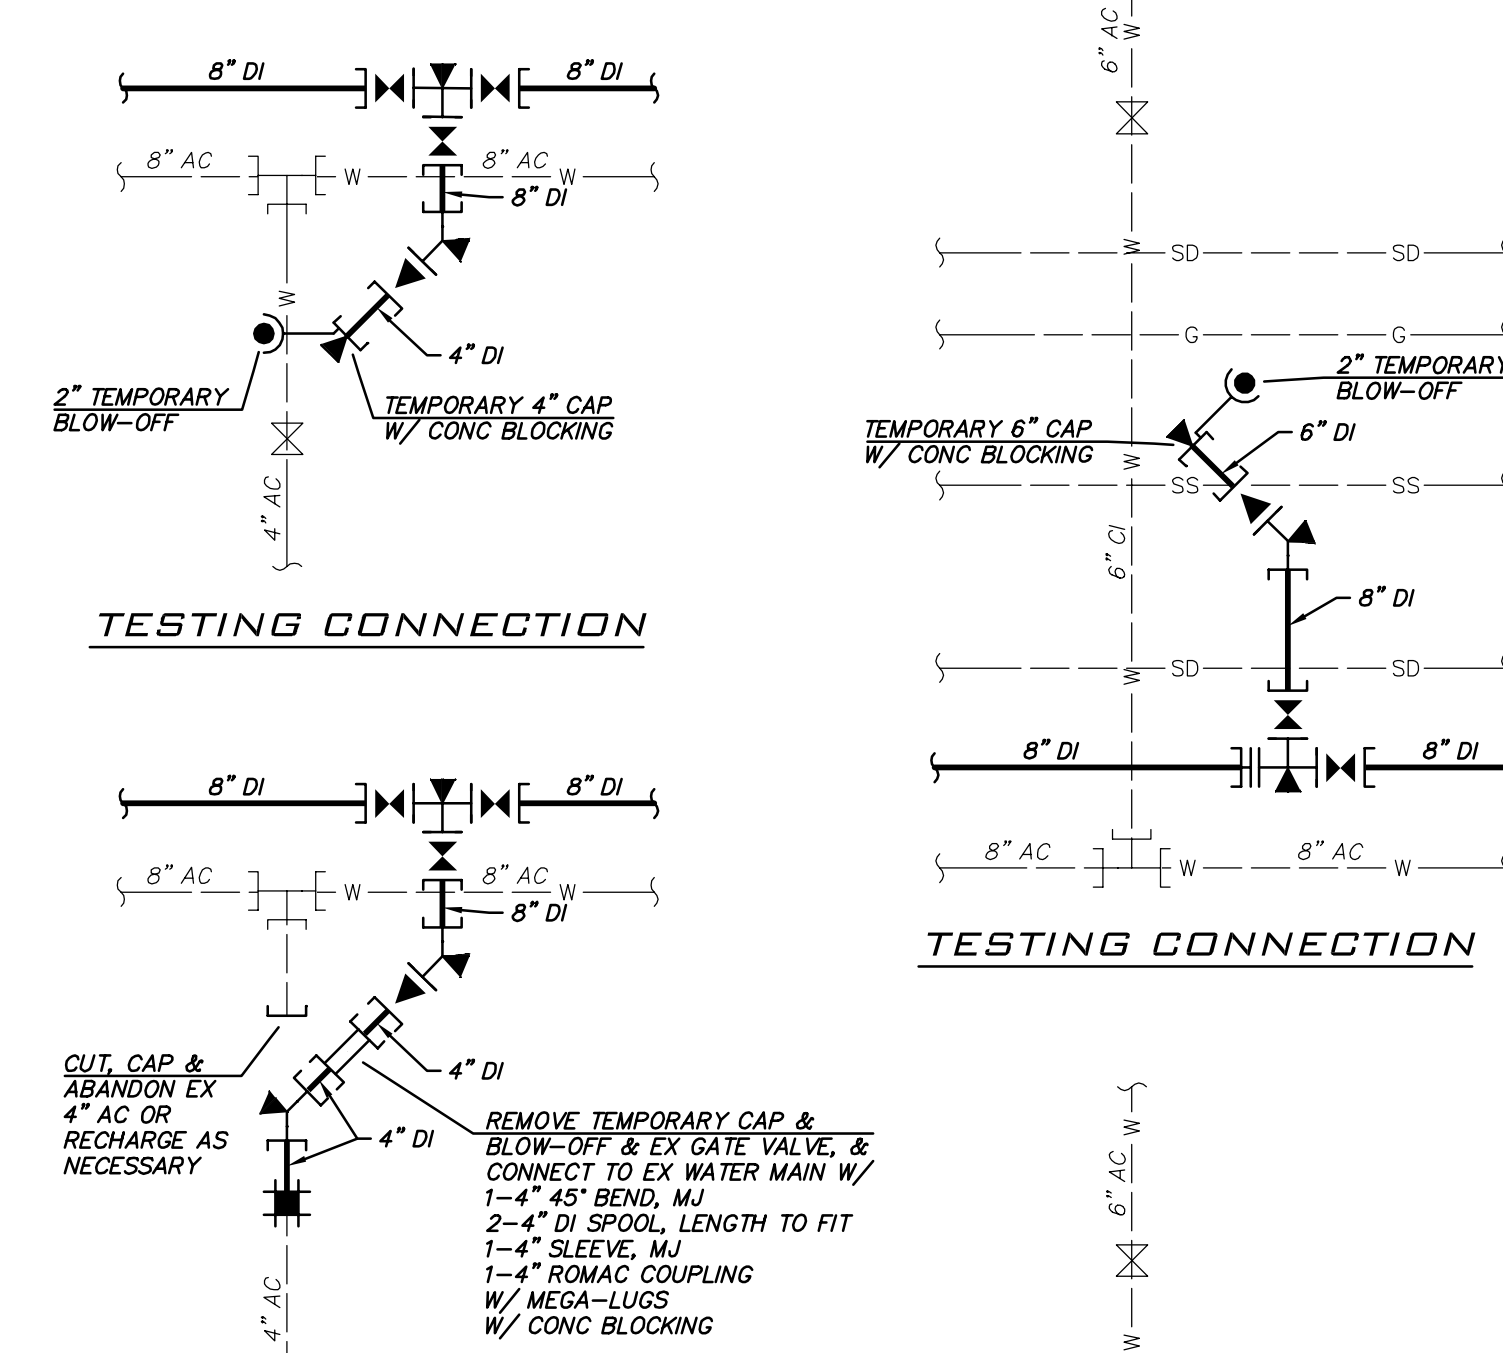 8" DI
8" DI
8" AC
W
8" AC
W
8" DI
W
4" DI
2" TEMPORARY
BLOW-OFF
TEMPORARY 4" CAP
W/ CONC BLOCKING
4" AC
TESTING CONNECTION
8" DI
8" DI
8" AC
W
8" AC
W
8" DI
CUT, CAP &
ABANDON EX
4" AC OR
RECHARGE AS
NECESSARY
4" DI
4" DI
REMOVE TEMPORARY CAP &
BLOW-OFF & EX GATE VALVE, &
CONNECT TO EX WATER MAIN W/
1-4" 45° BEND, MJ
2-4" DI SPOOL, LENGTH TO FIT
1-4" SLEEVE, MJ
1-4" ROMAC COUPLING
W/ MEGA-LUGS
W/ CONC BLOCKING
4" AC
6" AC
W
W
SD
SD
G
G
2" TEMPORARY
BLOW-OFF
TEMPORARY 6" CAP
W/ CONC BLOCKING
6" DI
W
SS
SS
6" CI
8" DI
W
SD
SD
8" DI
8" DI
8" AC
W
8" AC
W
TESTING CONNECTION
W
6" AC
W